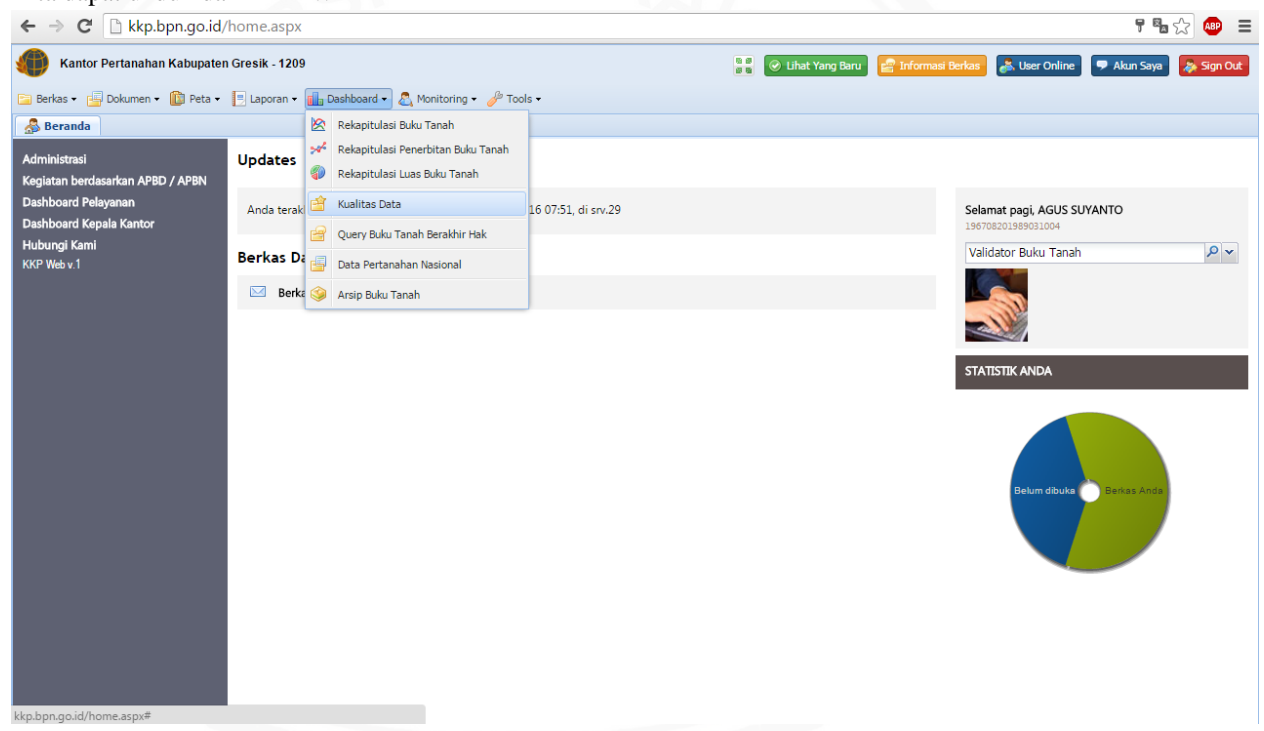 kkp.bpn.go.id/home.aspx
ABP
Kantor Pertanahan Kabupaten Gresik - 1209
Lihat Yang Baru
Informasi Berkas
User Online
Akun Saya
Sign Out
Berkas
Dokumen
Peta
Laporan
Dashboard
Monitoring
Tools
Beranda
Administrasi
Kegiatan berdasarkan APBD / APBN
Dashboard Pelayanan
Dashboard Kepala Kantor
Hubungi Kami
KKP Web v.1
Updates
Anda terak
16 07:51, di srv.29
Berkas Da
Berka
Rekapitulasi Buku Tanah
Rekapitulasi Penerbitan Buku Tanah
Rekapitulasi Luas Buku Tanah
Kualitas Data
Query Buku Tanah Berakhir Hak
Data Pertanahan Nasional
Arsip Buku Tanah
Selamat pagi, AGUS SUYANTO
196708201989031004
Validator Buku Tanah
STATISTIK ANDA
Belum dibuka
Berkas Anda
kkp.bpn.go.id/home.aspx#